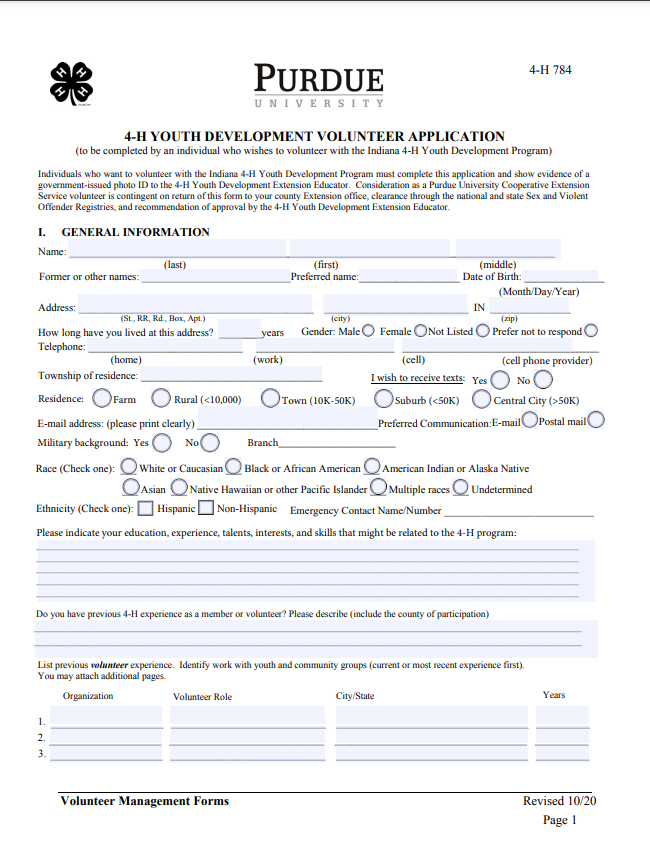 H H H H
PURDUE
UNIVERSITY
4-H 784
4-H YOUTH DEVELOPMENT VOLUNTEER APPLICATION
(to be completed by an individual who wishes to volunteer with the Indiana 4-H Youth Development Program)
Individuals who want to volunteer with the Indiana 4-H Youth Development Program must complete this application and show evidence of a
government-issued photo ID to the 4-H Youth Development Extension Educator. Consideration as a Purdue University Cooperative Extension
Service volunteer is contingent on return of this form to your county Extension office, clearance through the national and state Sex and Violent
Offender Registries, and recommendation of approval by the 4-H Youth Development Extension Educator.
I. GENERAL INFORMATION
Name:
(last) (first) (middle)
Former or other names: Preferred name: Date of Birth:
(Month/Day/Year)
Address: IN
(St., RR, Rd., Box, Apt.) (city) (zip)
How long have you lived at this address? years Gender: Male Female Not Listed Prefer not to respond
Telephone:
(home) (work) (cell) (cell phone provider)
Township of residence: I wish to receive texts: Yes No
Residence: Farm Rural (<10,000) Town (10K-50K) Suburb (<50K) Central City (>50K)
E-mail address: (please print clearly) Preferred Communication: E-mail Postal mail
Military background: Yes No Branch
Race (Check one): White or Caucasian Black or African American American Indian or Alaska Native
Asian Native Hawaiian or other Pacific Islander Multiple races Undetermined
Ethnicity (Check one): Hispanic Non-Hispanic Emergency Contact Name/Number
Please indicate your education, experience, talents, interests, and skills that might be related to the 4-H program:
Do you have previous 4-H experience as a member or volunteer? Please describe (include the county of participation)
List previous volunteer experience. Identify work with youth and community groups (current or most recent experience first).
You may attach additional pages.
Organization Volunteer Role City/State Years
1.
2.
3.
Volunteer Management Forms Revised 10/20
Page 1